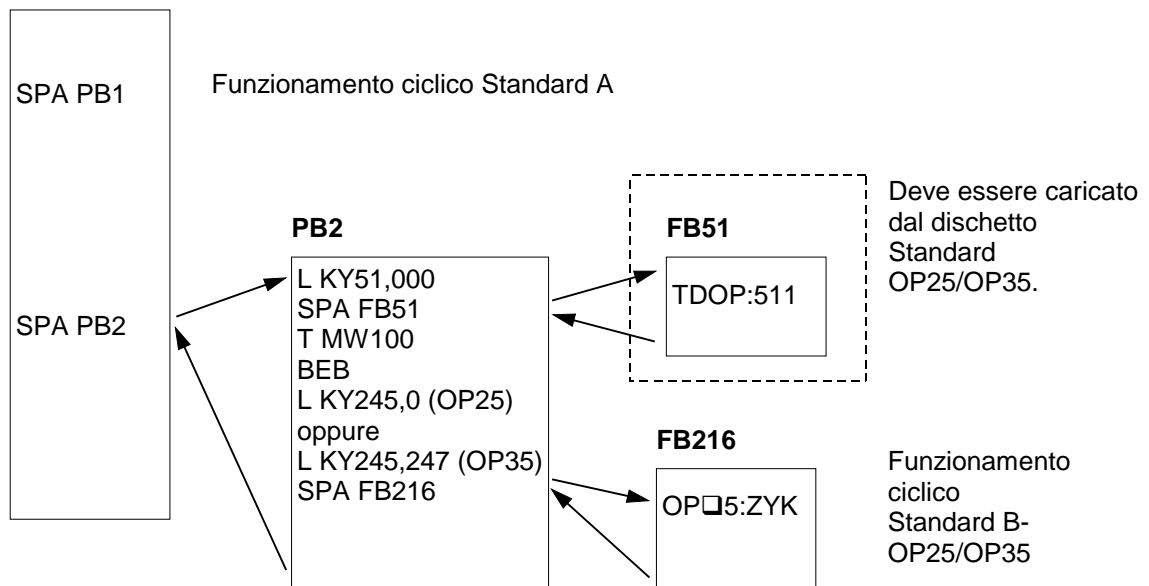 SPA PB1
Funzionamento ciclico Standard A
SPA PB2
PB2
L KY51,000
SPA FB51
T MW100
BEB
L KY245,0 (OP25)
oppure
L KY245,247 (OP35)
SPA FB216
FB51
TDOP:511
Deve essere caricato
dal dischetto
Standard
OP25/OP35.
FB216
OP❑5:ZYK
Funzionamento
ciclico
Standard B-
OP25/OP35